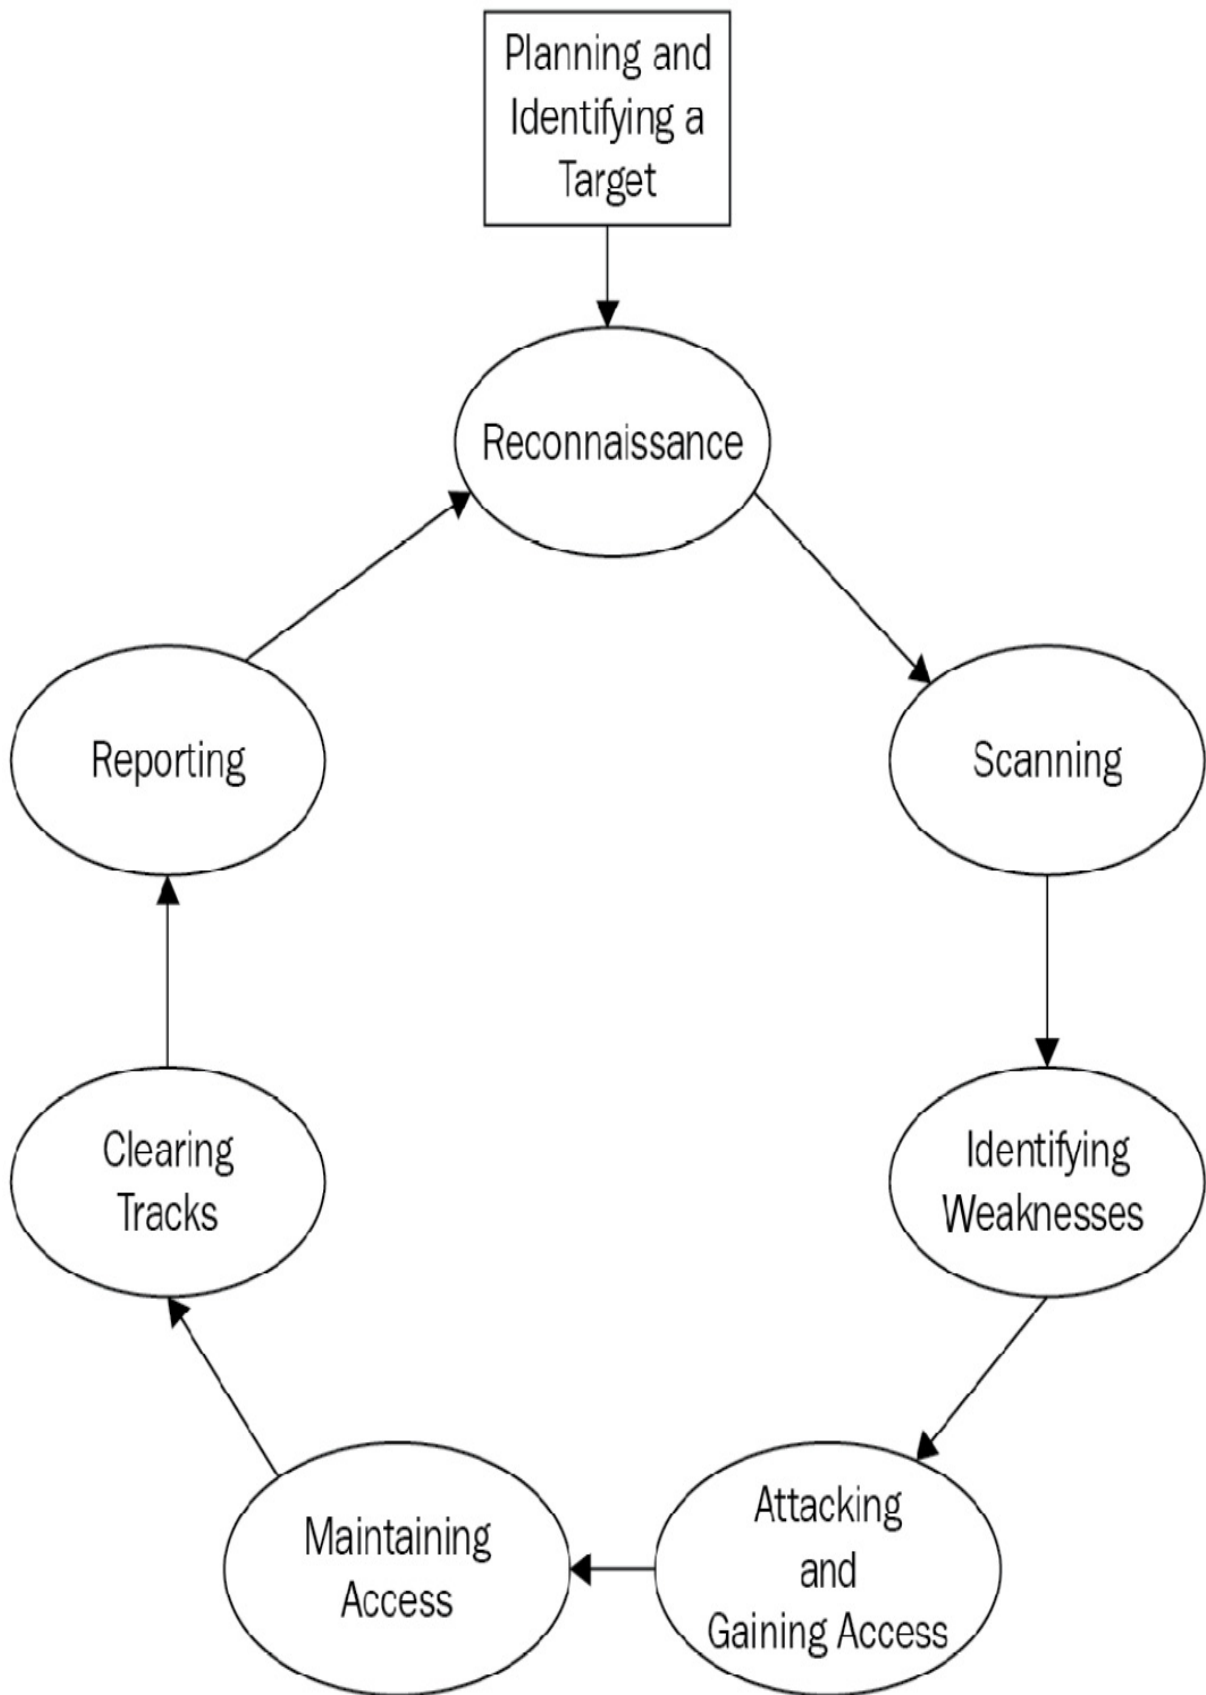 Planning and
Identifying a
Target
Reconnaissance
Scanning
Identifying
Weaknesses
Attacking
and
Gaining Access
Maintaining
Access
Clearing
Tracks
Reporting